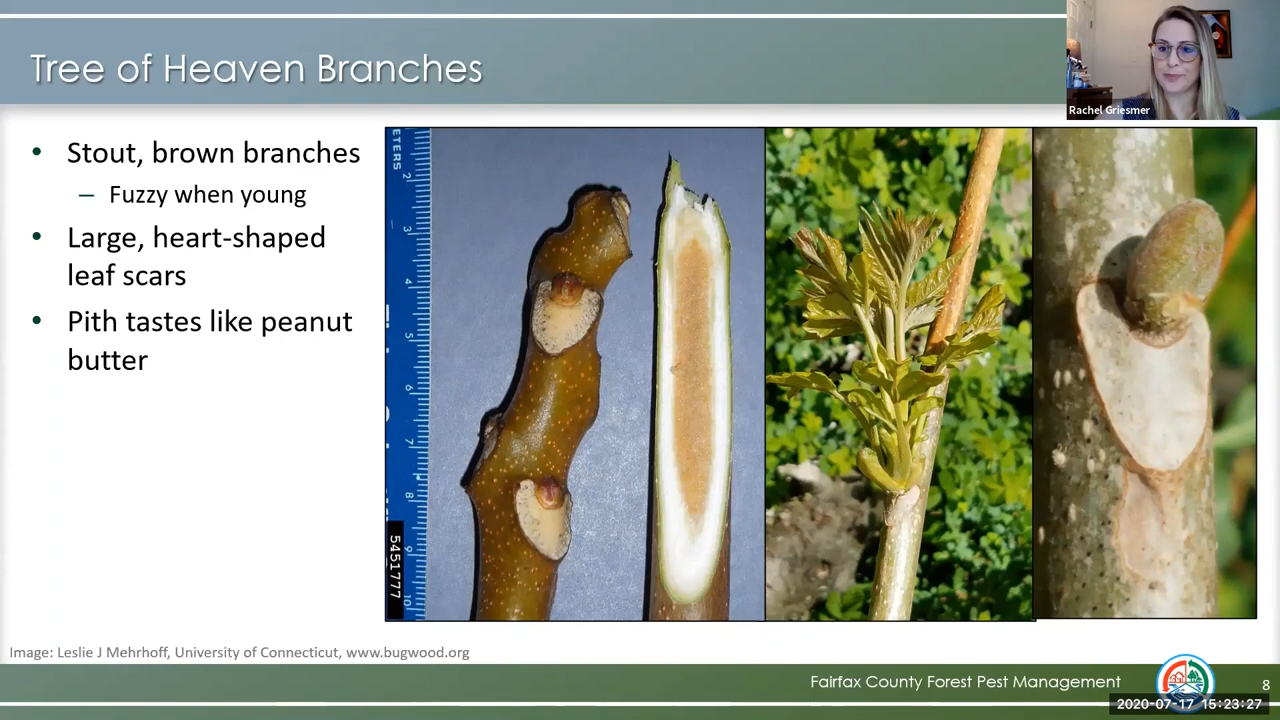 Tree of Heaven Branches
Rachel Griesmer
• Stout, brown branches
– Fuzzy when young
• Large, heart-shaped
leaf scars
• Pith tastes like peanut
butter
ETERS
2
3
4
5
6
7
8
9
10
5451777
Image: Leslie J Mehrhoff, University of Connecticut, www.bugwood.org
Fairfax County Forest Pest Management
8
2020-07-17 15:23:27